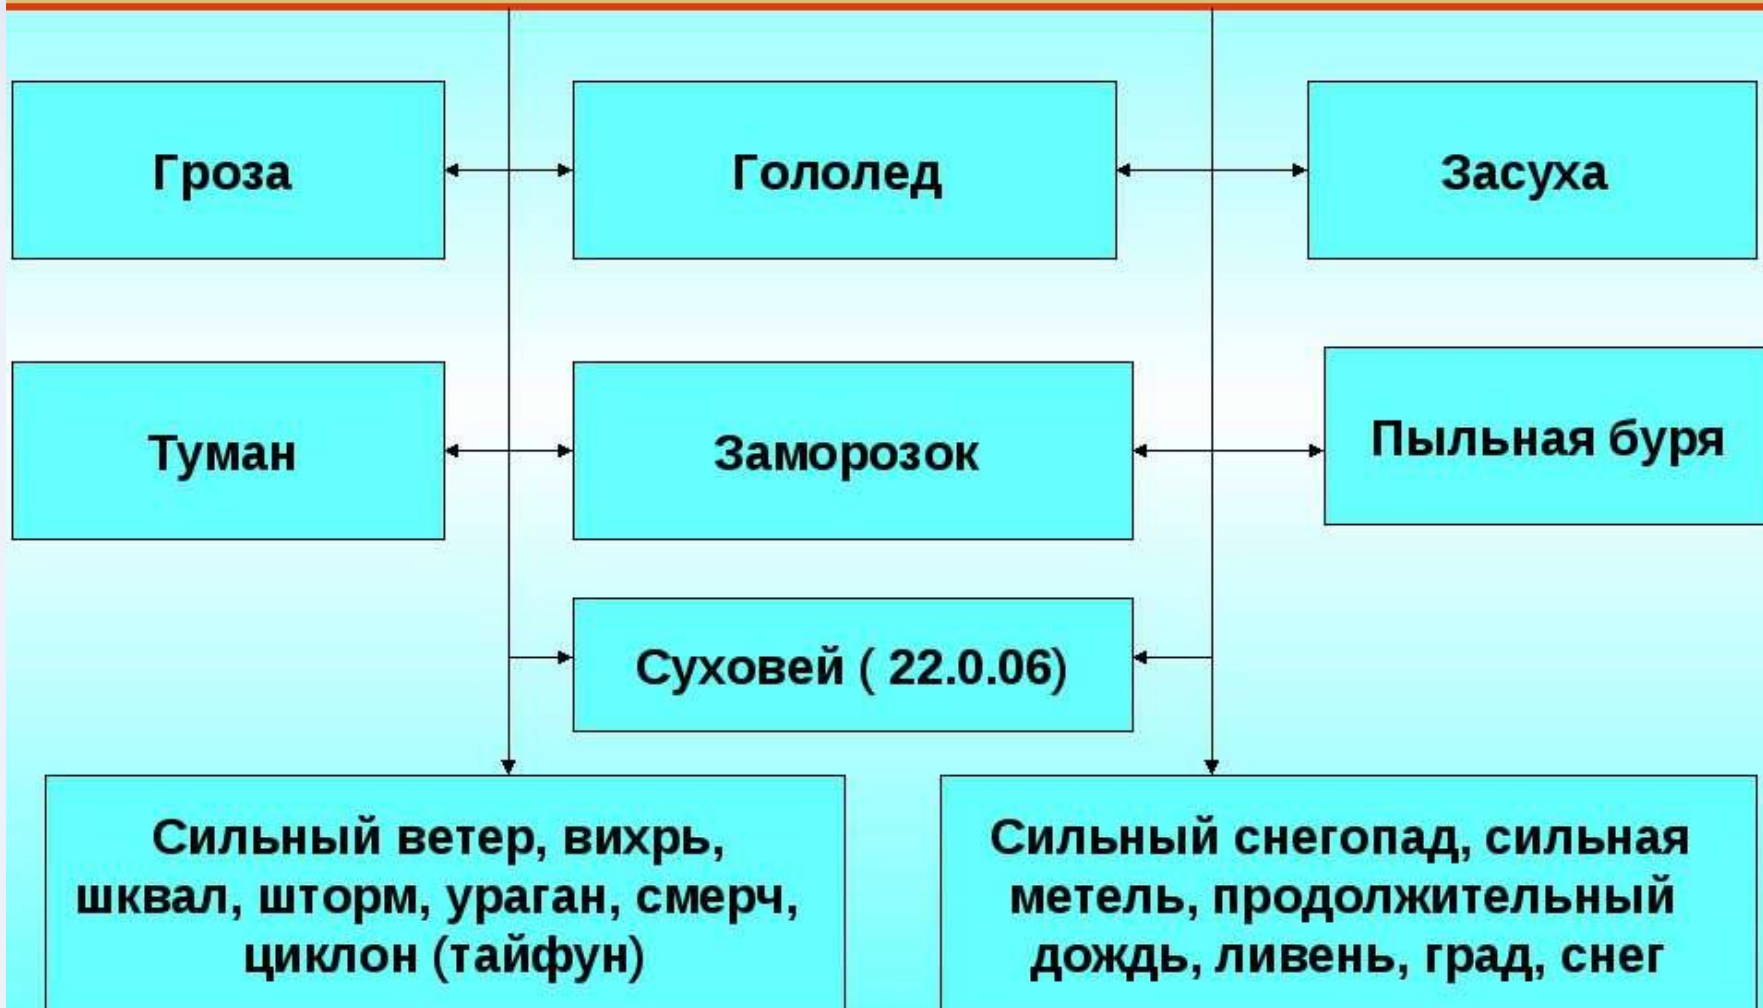 Гроза
Гололед
Засуха
Туман
Заморозок
Пыльная буря
Суховей ( 22.0.06)
Сильный ветер, вихрь,
шквал, шторм, ураган, смерч,
циклон (тайфун)
Сильный снегопад, сильная
метель, продолжительный
дождь, ливень, град, снег